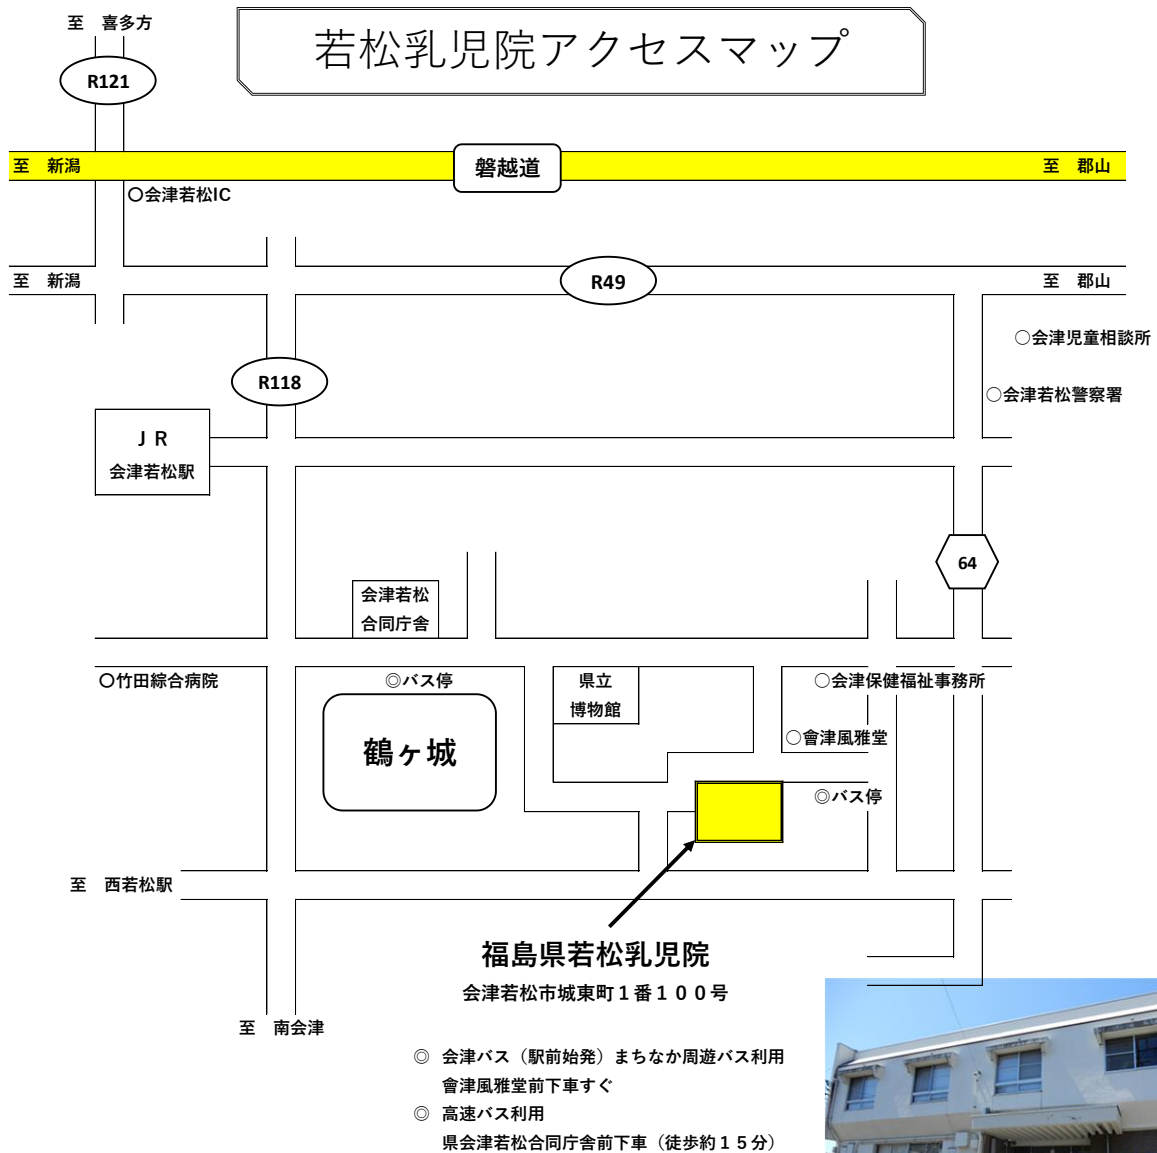 至　喜多方
若松乳児院アクセスマップ
R121
至　新潟
磐越道
至　郡山
〇会津若松IC
至　新潟
R49
至　郡山
○会津児童相談所
R118
○会津若松警察署
ＪＲ
会津若松駅
64
会津若松
合同庁舎
〇竹田綜合病院
◎バス停
県立
博物館
○会津保健福祉事務所
鶴ヶ城
○會津風雅堂
◎バス停
至　西若松駅
福島県若松乳児院
会津若松市城東町１番１００号
至　南会津
◎　会津バス（駅前始発）まちなか周遊バス利用
會津風雅堂前下車すぐ
◎　高速バス利用
県会津若松合同庁舎前下車（徒歩約１５分）